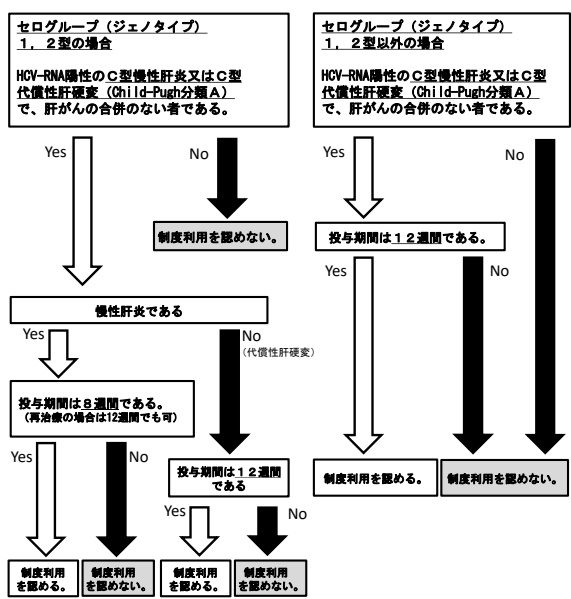 セログループ（ジェノタイプ）
１，２型の場合
HCV-RNA陽性のＣ型慢性肝炎又はＣ型
代償性肝硬変（Child-Pugh分類Ａ）
で、肝がんの合併のない者である。
Yes
No
制度利用を認めない。
慢性肝炎である
Yes
No
（代償性肝硬変）
投与期間は８週間である。
（再治療の場合は12週間でも可）
Yes
No
投与期間は１２週間
である
Yes
No
制度利用
を認める。
制度利用
を認めない。
制度利用
を認める。
制度利用
を認めない。
セログループ（ジェノタイプ）
１，２型以外の場合
HCV-RNA陽性のＣ型慢性肝炎又はＣ型
代償性肝硬変（Child-Pugh分類Ａ）
で、肝がんの合併のない者である。
Yes
No
投与期間は１２週間である。
Yes
No
制度利用を認める。
制度利用を認めない。